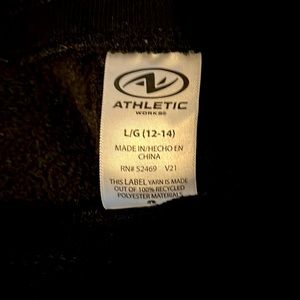 ATHLETIC
WORKS®
L/G (12-14)
MADE IN/HECHO EN
CHINA
RN# 52469 V21
THIS LABEL YARN IS MADE
OUT OF 100% RECYCLED
POLYESTER MATERIALS